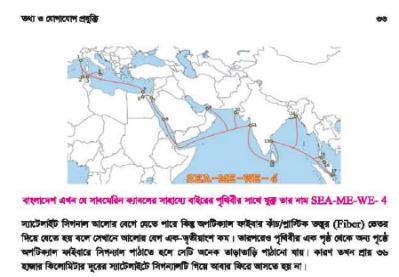 তথ্য ও যোগাযোগ প্রযুক্তি
৩৩
SEA-ME-WE-4
বাংলাদেশ এখন যে সাবমেরিন ক্যাবলের সাহায্যে বাইরের পৃথিবীর সাথে যুক্ত তার নাম SEA-ME-WE- 4
স্যাটেলাইট সিগনাল আলোর বেগে যেতে পারে কিন্তু অপটিক্যাল ফাইবার কাঁচ/প্লাস্টিক তন্তুর (Fiber) ভেতর
দিয়ে যেতে হয় বলে সেখানে আলোর বেগ এক-তৃতীয়াংশ কম। তারপরেও পৃথিবীর এক পৃষ্ঠ থেকে অন্য পৃষ্ঠে
অপটিক্যাল ফাইবারে সিগনাল পাঠাতে হলে সেটি অনেক তাড়াতাড়ি পাঠানো যায়। কারণ তখন প্রায় ৩৬
হাজার কিলোমিটার দূরের স্যাটেলাইটে সিগন্যালটি গিয়ে আবার ফিরে আসতে হয় না।